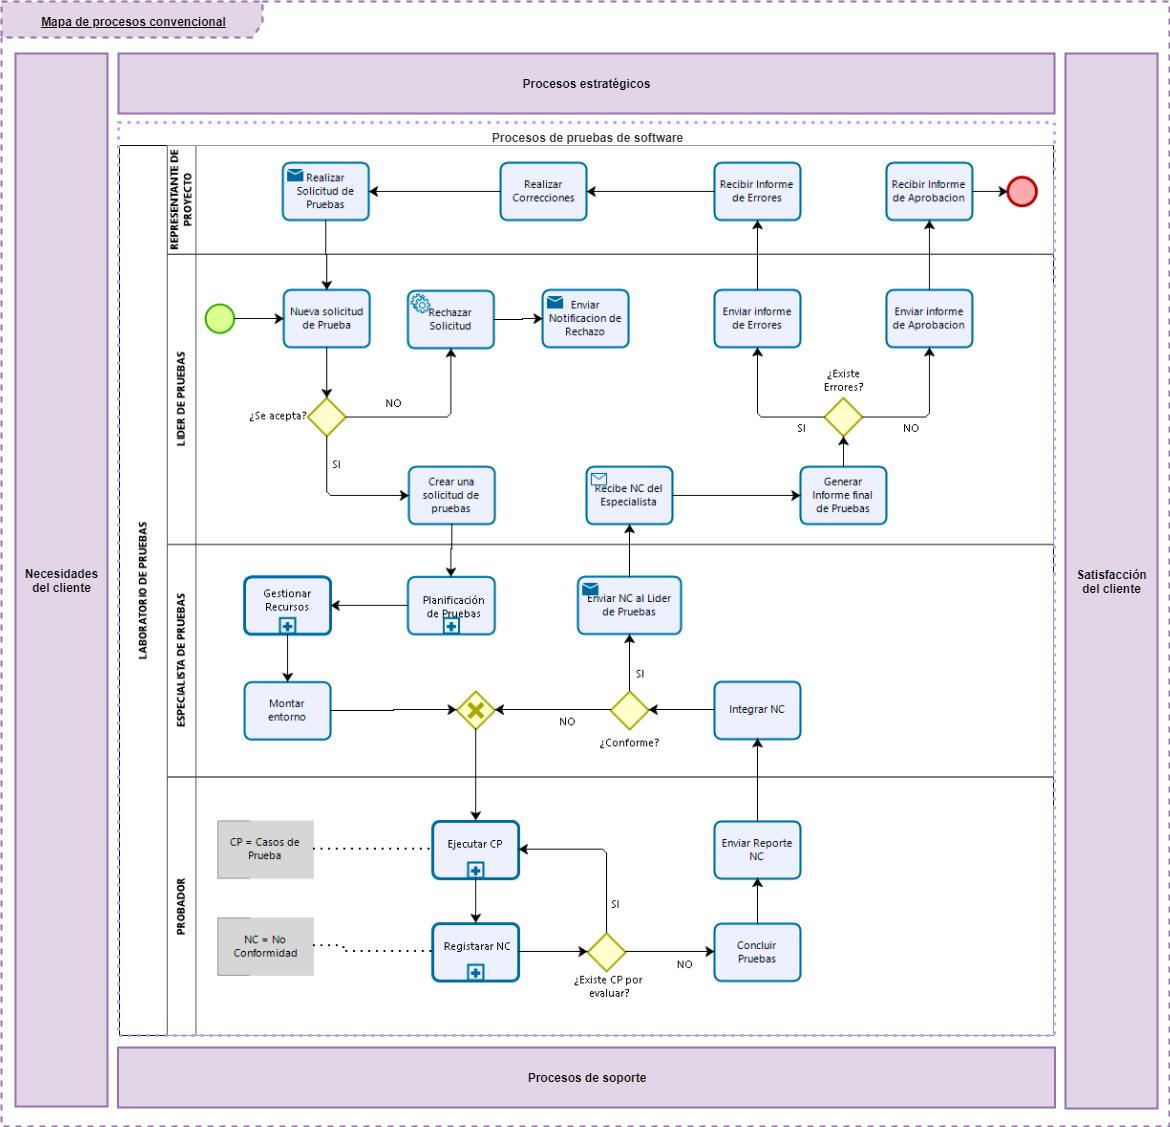 Mapa de procesos convencional
Procesos estratégicos
Necesidades
del cliente
Satisfacción
del cliente
Procesos de pruebas de software
LABORATORIO DE PRUEBAS
REPRESENTANTE DE
PROYECTO
Realizar
Solicitud de
Pruebas
Realizar
Correcciones
Recibir Informe
de Errores
Recibir Informe
de Aprobacion
LIDER DE PRUEBAS
Nueva solicitud
de Prueba
Rechazar
Solicitud
Enviar
Notificacion de
Rechazo
Enviar informe
de Errores
Enviar informe
de Aprobacion
¿Existe
Errores?
¿Se acepta?
NO
SI
NO
SI
Crear una
solicitud de
pruebas
Recibe NC del
Especialista
Generar
Informe final
de Pruebas
ESPECIALISTA DE PRUEBAS
Gestionar
Recursos
Planificación
de Pruebas
Enviar NC al Lider
de Pruebas
SI
Montar
entorno
NO
¿Conforme?
Integrar NC
PROBADOR
CP = Casos de
Prueba
Ejecutar CP
Enviar Reporte
NC
SI
NC = No
Conformidad
Registarar NC
¿Existe CP por
evaluar?
NO
Concluir
Pruebas
Procesos de soporte